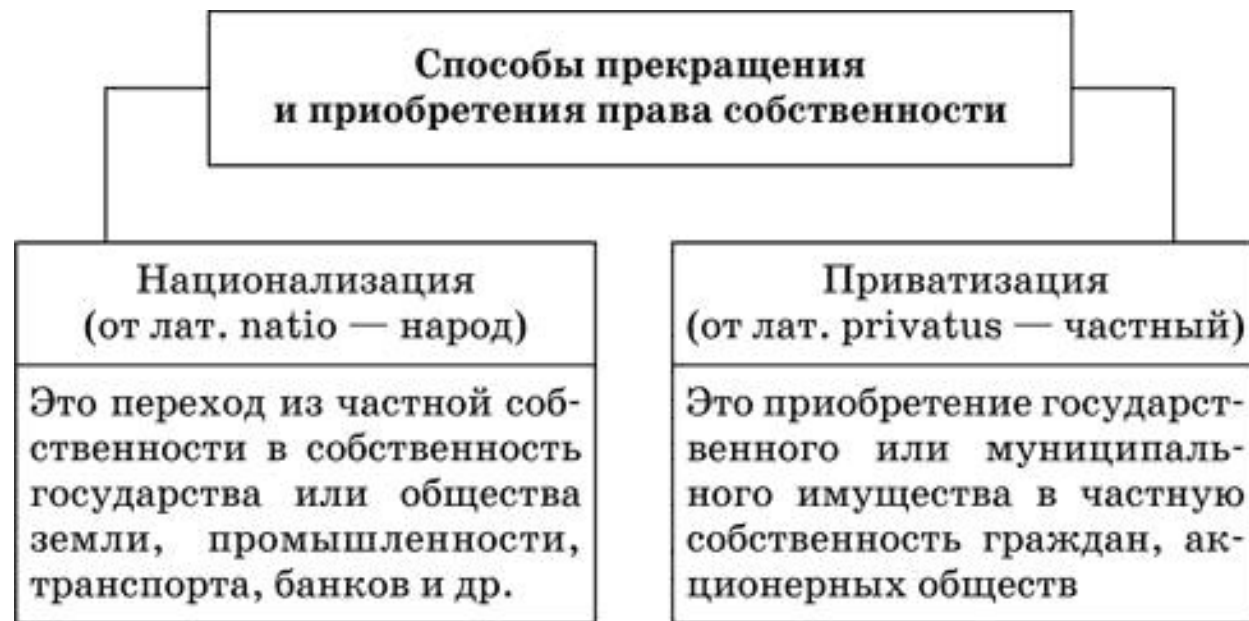 Способы прекращения
и приобретения права собственности
Национализация
(от лат. natio — народ)
Это переход из частной соб-
ственности в собственность
государства или общества
земли, промышленности,
транспорта, банков и др.
Приватизация
(от лат. privatus — частный)
Это приобретение государст-
венного или муниципаль-
ного имущества в частную
собственность граждан, ак-
ционерных обществ